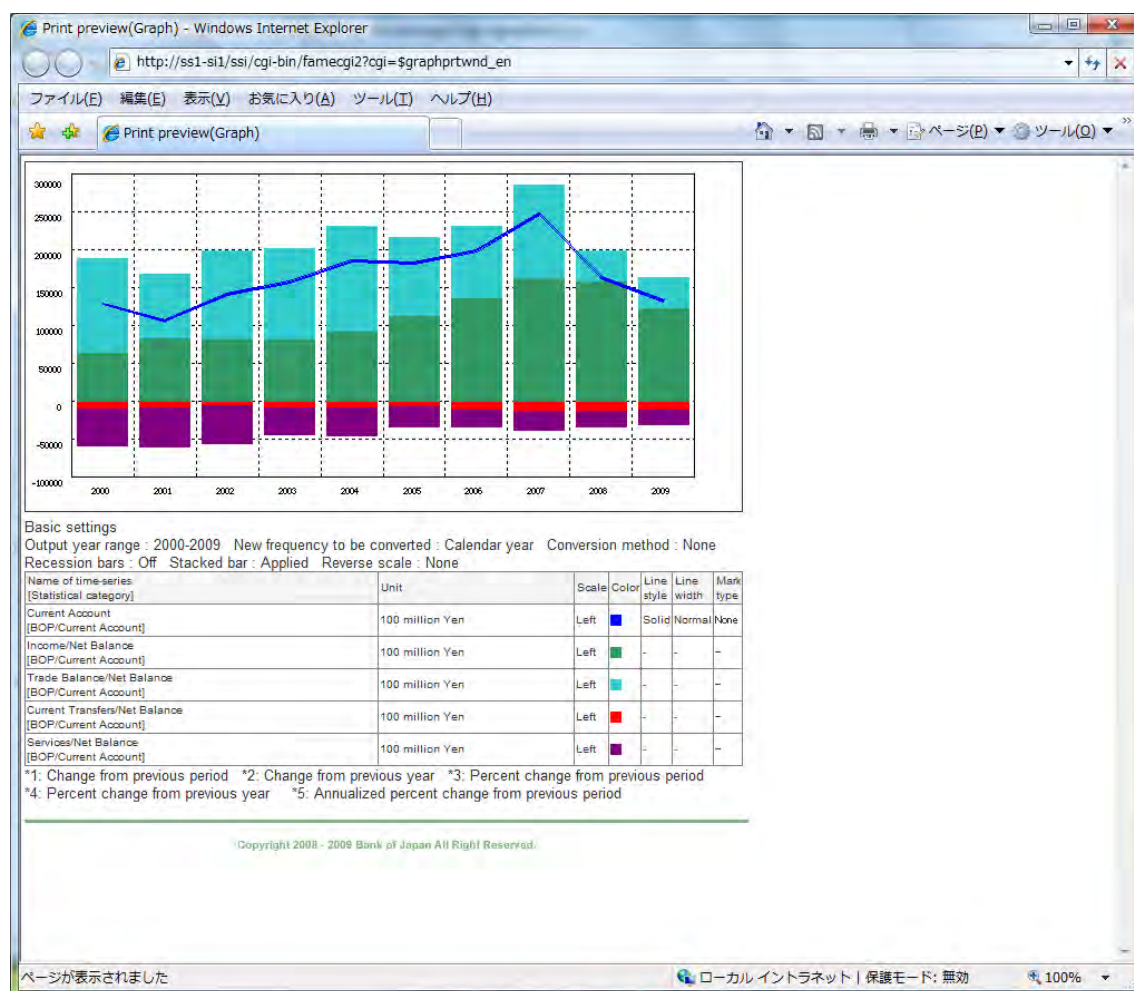 Print preview(Graph) - Windows Internet Explorer
http://ss1-si1/ssi/cgi-bin/famecgi2?cgi=$graphprtwnd_en
ファイル(F) 編集(E) 表示(V) お気に入り(A) ツール(T) ヘルプ(H)
Print preview(Graph) ページ(P) ツール(O)
300000
250000
200000
150000
100000
50000
0
-50000
-100000
2000 2001 2002 2003 2004 2005 2006 2007 2008 2009
Basic settings
Output year range : 2000-2009 New frequency to be converted : Calendar year Conversion method : None
Recession bars : Off Stacked bar : Applied Reverse scale : None
Name of time-series [Statistical category] Unit Scale Color Line style Line width Mark type
Current Account [BOP/Current Account] 100 million Yen Left Solid Normal None
Income/Net Balance [BOP/Current Account] 100 million Yen Left - - -
Trade Balance/Net Balance [BOP/Current Account] 100 million Yen Left - - -
Current Transfers/Net Balance [BOP/Current Account] 100 million Yen Left - - -
Services/Net Balance [BOP/Current Account] 100 million Yen Left - - -
*1: Change from previous period *2: Change from previous year *3: Percent change from previous period
*4: Percent change from previous year *5: Annualized percent change from previous period
Copyright 2008 - 2009 Bank of Japan All Right Reserved.
ページが表示されました ローカル イントラネット | 保護モード: 無効 100%